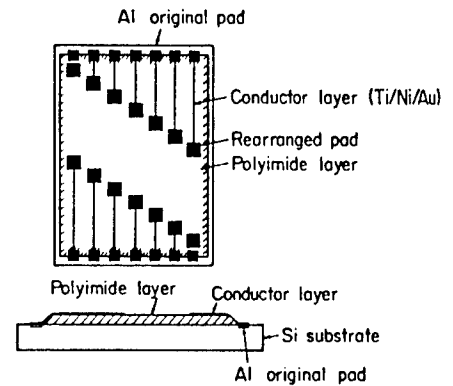 Al original pad
Conductor layer (Ti/Ni/Au)
Rearranged pad
Polyimide layer
Polyimide layer
Conductor layer
Si substrate
Al original pad